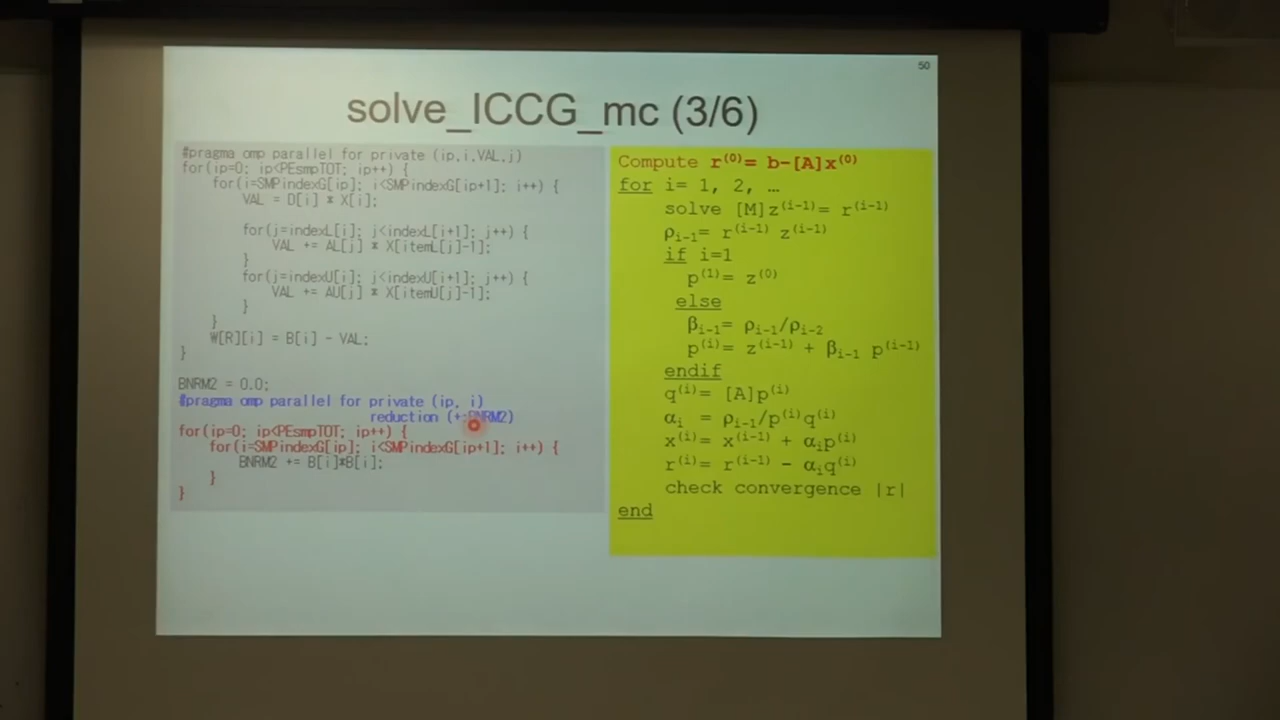 50
solve_ICCG_mc (3/6)
#pragma omp parallel for private (ip,i,VAL,j)
for(ip=0; ip<PEsmpTOT; ip++) {
for(i=SMPindexG[ip]; i<SMPindexG[ip+1]; i++) {
VAL = D[i] * X[i];
for(j=indexL[i]; j<indexL[i+1]; j++) {
VAL += AL[j] * X[itemL[j]-1];
}
for(j=indexU[i]; j<indexU[i+1]; j++) {
VAL += AU[j] * X[itemU[j]-1];
}
}
W[R][i] = B[i] - VAL;
}
BNRM2 = 0.0;
#pragma omp parallel for private (ip, i)
reduction (+:BNRM2)
for(ip=0; ip<PEsmpTOT; ip++) {
for(i=SMPindexG[ip]; i<SMPindexG[ip+1]; i++) {
BNRM2 += B[i]*B[i];
}
}
Compute r(0)= b-[A]x(0)
for i= 1, 2, …
solve [M]z(i-1)= r(i-1)
ρi-1= r(i-1) z(i-1)
if i=1
p(1)= z(0)
else
βi-1= ρi-1/ρi-2
p(i)= z(i-1) + βi-1 p(i-1)
endif
q(i)= [A]p(i)
αi = ρi-1/p(i)q(i)
x(i)= x(i-1) + αip(i)
r(i)= r(i-1) - αiq(i)
check convergence |r|
end